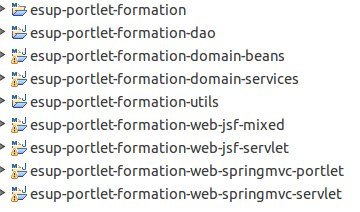 esup-portlet-formation
esup-portlet-formation-dao
esup-portlet-formation-domain-beans
esup-portlet-formation-domain-services
esup-portlet-formation-utils
esup-portlet-formation-web-jsf-mixed
esup-portlet-formation-web-jsf-servlet
esup-portlet-formation-web-springmvc-portlet
esup-portlet-formation-web-springmvc-servlet